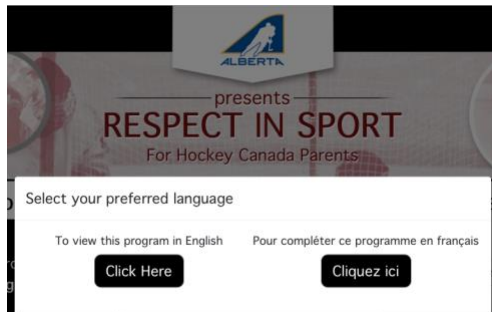 ALBERTA
presents
RESPECT IN SPORT
For Hockey Canada Parents
Select your preferred language
To view this program in English
Click Here
Pour compléter ce programme en français
Cliquez ici